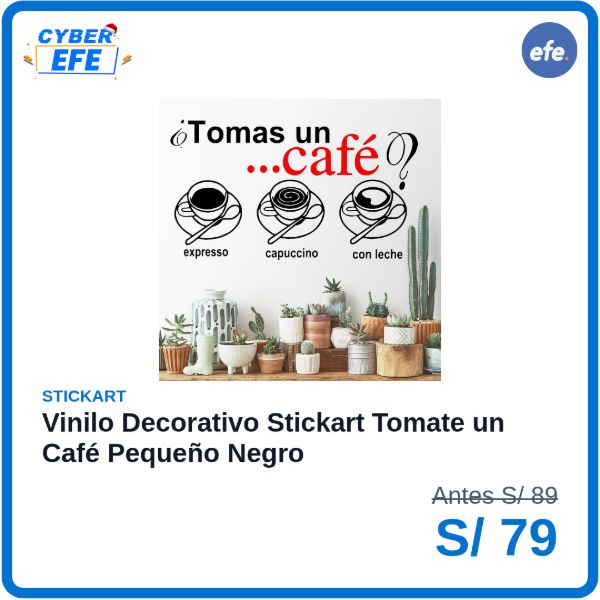 CYBER
EFE
efe.
¿Tomas un
...café?
expresso
capuccino
con leche
STICKART
Vinilo Decorativo Stickart Tomate un
Café Pequeño Negro
Antes S/ 89
S/ 79